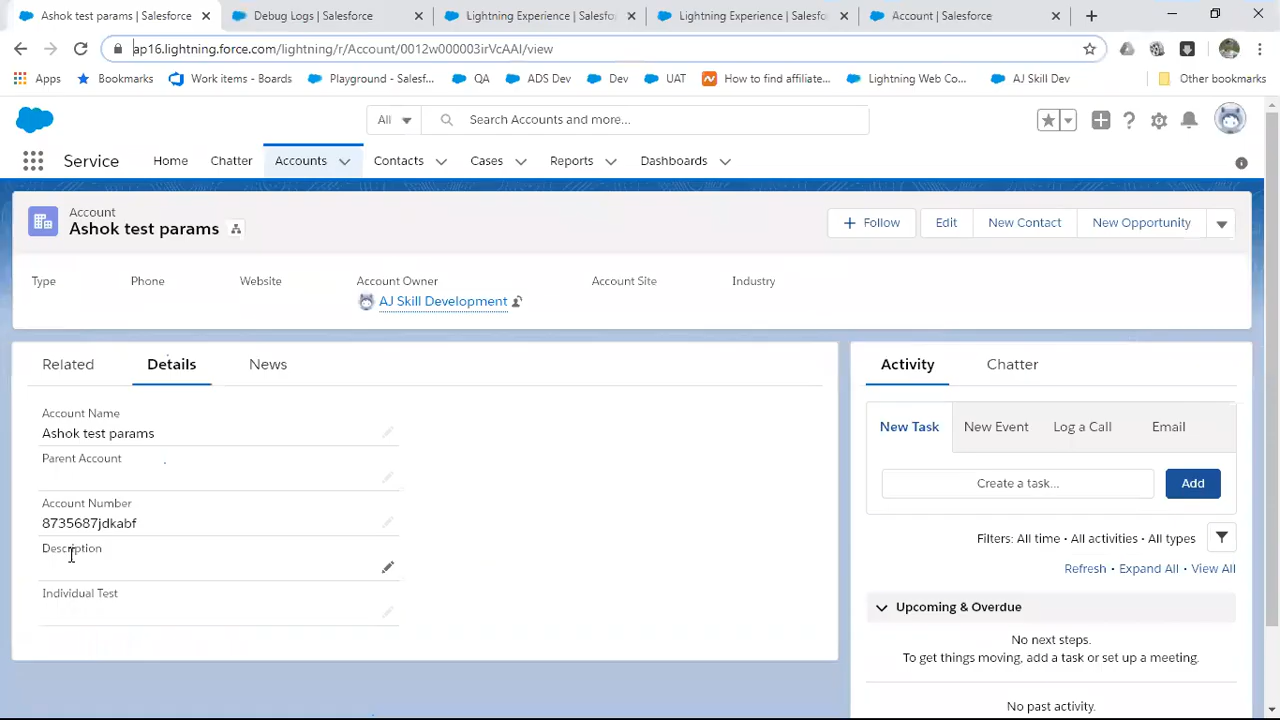 Ashok test params | Salesforce
Debug Logs | Salesforce
Lightning Experience | Salesfo
Lightning Experience | Salesfo
Account | Salesforce
ap16.lightning.force.com/lightning/r/Account/0012w000003irVcAAI/view
Apps
Bookmarks
Work items - Boards
Playground - Salesf...
QA
ADS Dev
Dev
UAT
How to find affiliate...
Lightning Web Co...
AJ Skill Dev
Other bookmarks
All
Search Accounts and more...
Service
Home
Chatter
Accounts
Contacts
Cases
Reports
Dashboards
Account
Ashok test params
Follow
Edit
New Contact
New Opportunity
Type
Phone
Website
Account Owner
Account Site
Industry
AJ Skill Development
Related
Details
News
Account Name
Ashok test params
Parent Account
Account Number
8735687jdkabf
Description
Individual Test
Activity
Chatter
New Task
New Event
Log a Call
Email
Create a task...
Add
Filters: All time • All activities • All types
Refresh • Expand All • View All
Upcoming & Overdue
No next steps.
To get things moving, add a task or set up a meeting.
No past activity.